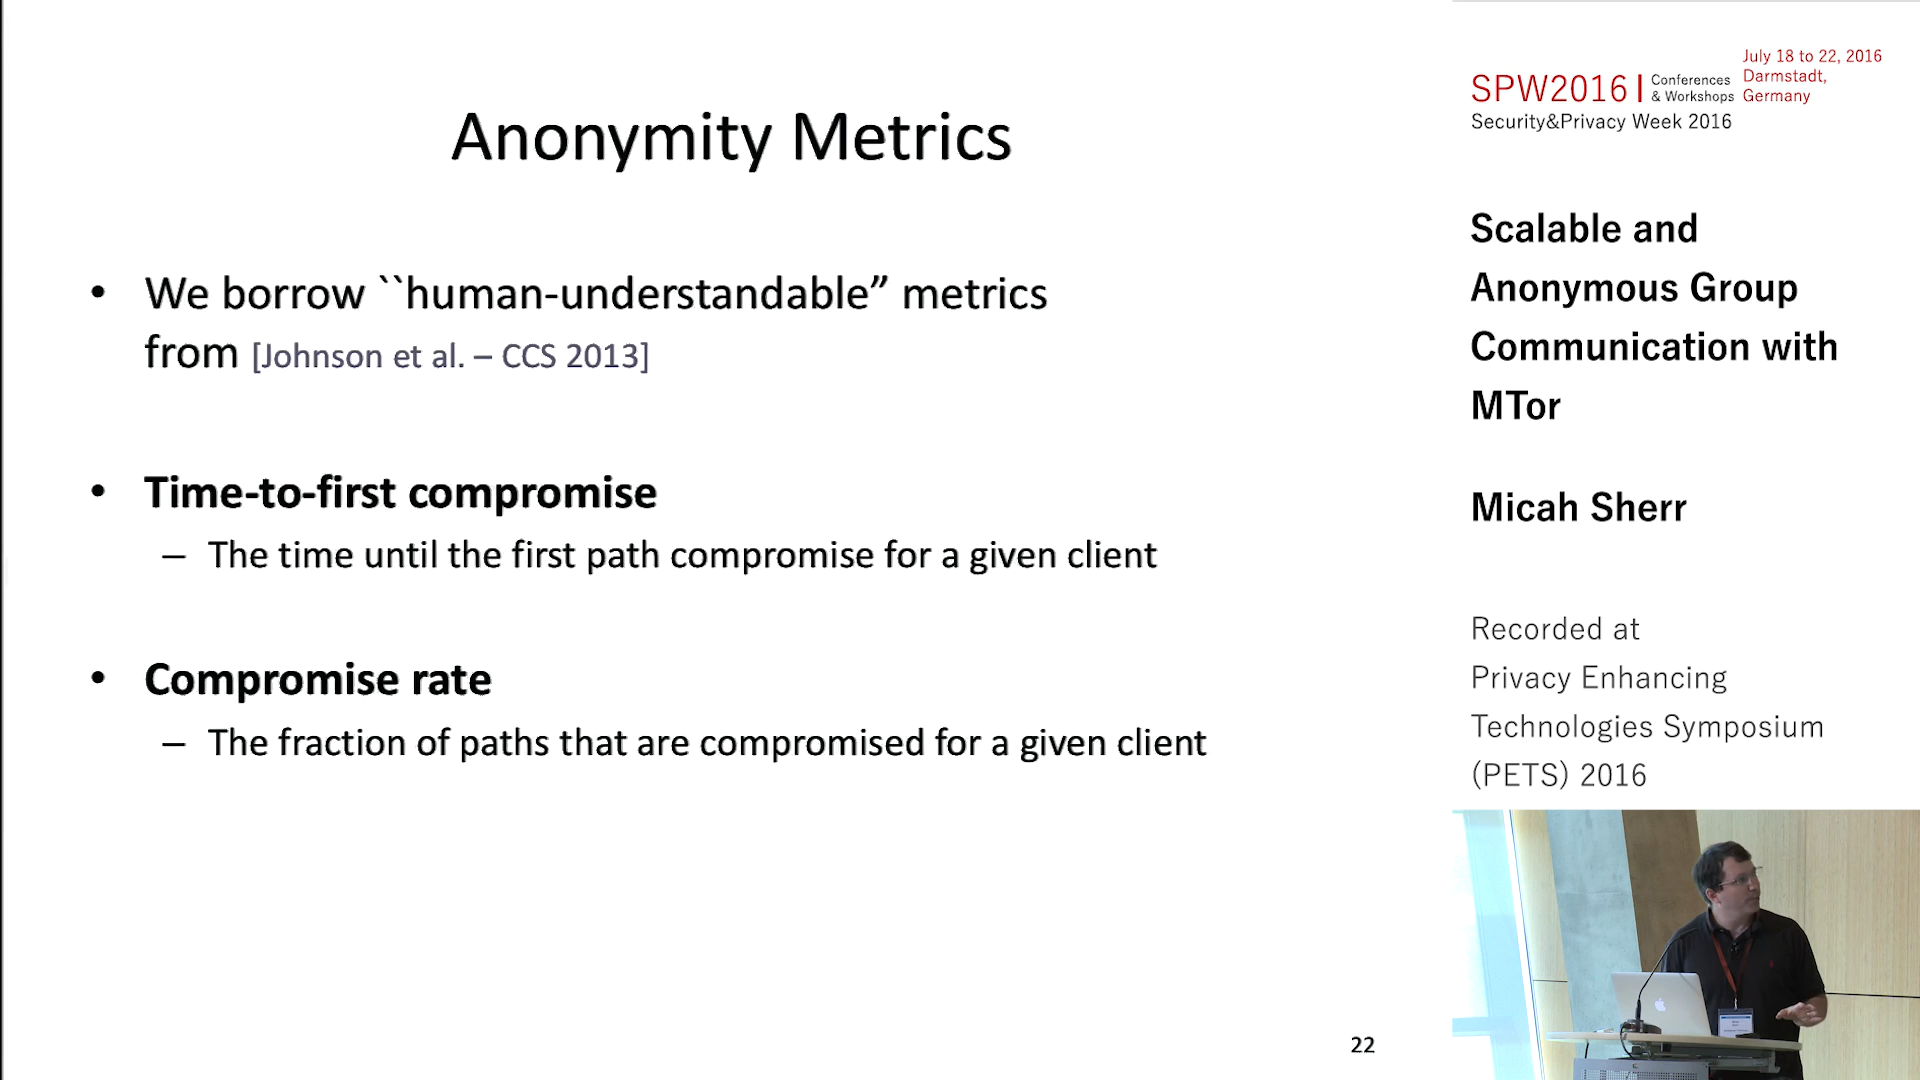 Anonymity Metrics
• We borrow ``human-understandable” metrics
from [Johnson et al. – CCS 2013]
• Time-to-first compromise
– The time until the first path compromise for a given client
• Compromise rate
– The fraction of paths that are compromised for a given client
22
SPW2016 | Conferences & Workshops
July 18 to 22, 2016
Darmstadt,
Germany
Security&Privacy Week 2016
Scalable and
Anonymous Group
Communication with
MTor
Micah Sherr
Recorded at
Privacy Enhancing
Technologies Symposium
(PETS) 2016